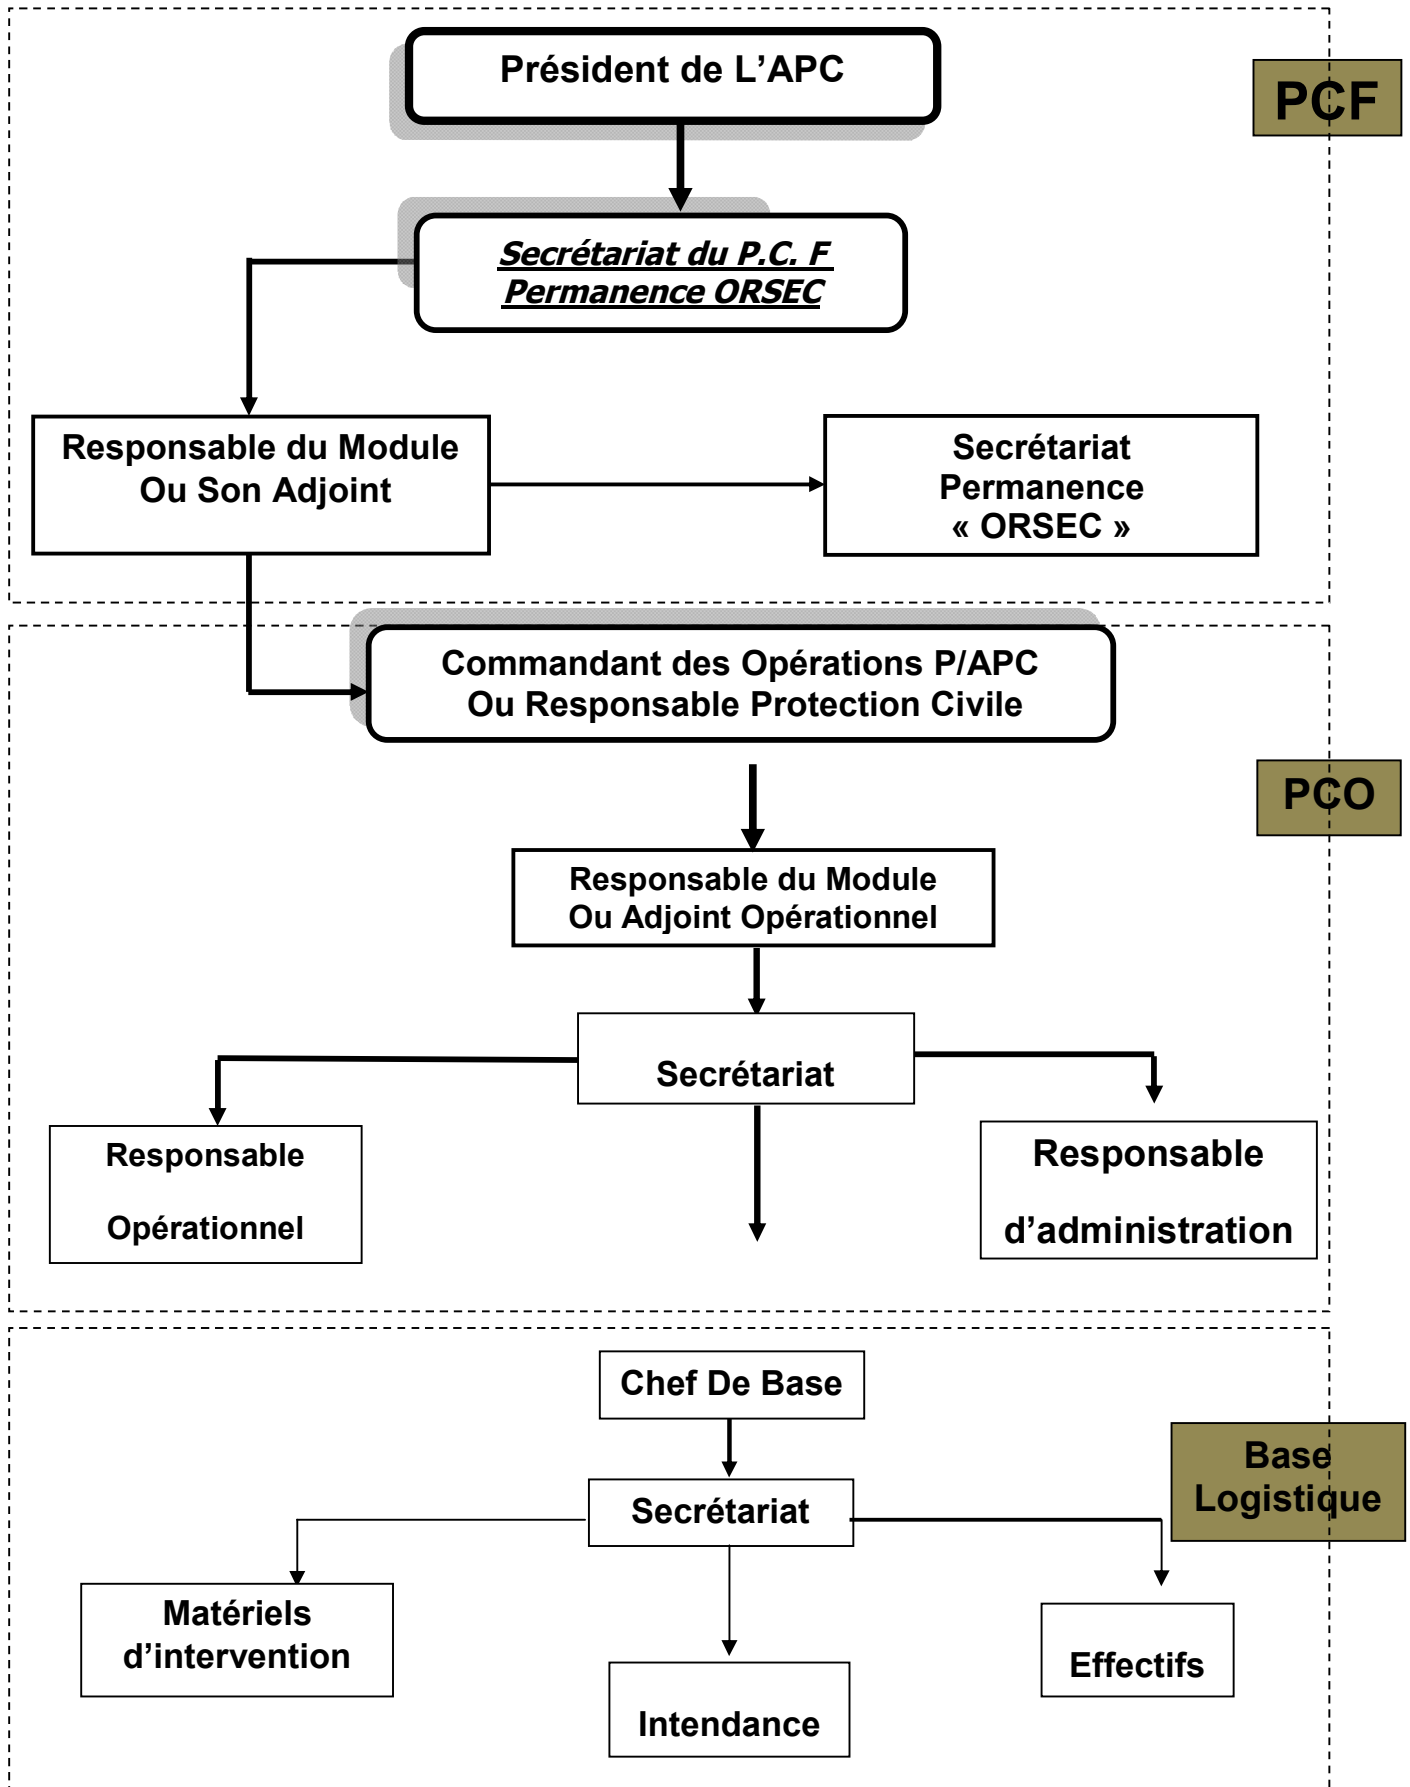 Président de L’APC
PCF
Secrétariat du P.C. F
Permanence ORSEC
Responsable du Module
Ou Son Adjoint
Secrétariat
Permanence
« ORSEC »
Commandant des Opérations P/APC
Ou Responsable Protection Civile
PCO
Responsable du Module
Ou Adjoint Opérationnel
Secrétariat
Responsable
Opérationnel
Responsable
d’administration
Chef De Base
Base
Logistique
Secrétariat
Matériels
d’intervention
Effectifs
Intendance